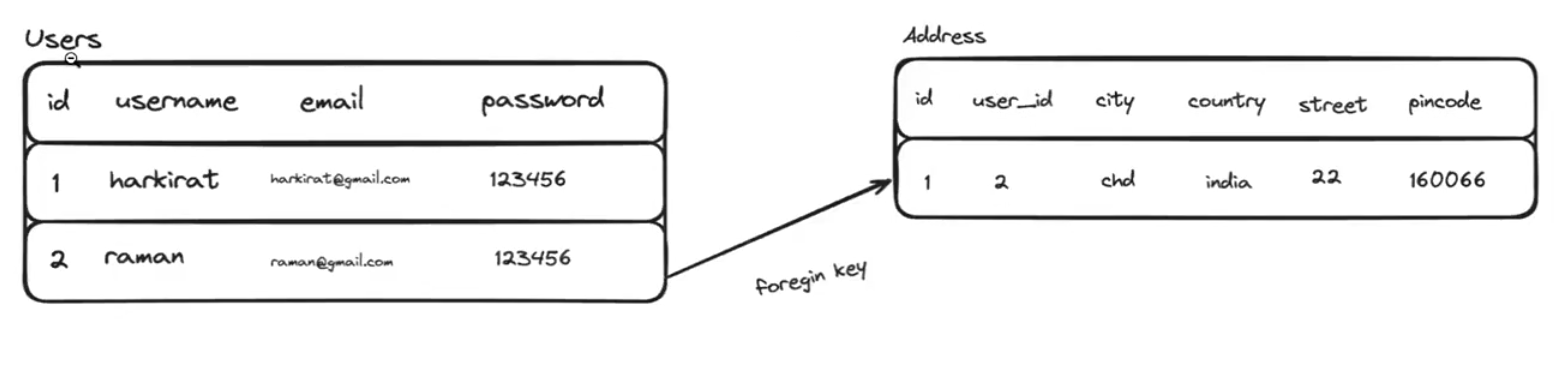 Users
id username email password
1 harkirat harkirat@gmail.com 123456
2 raman raman@gmail.com 123456
foregin key
Address
id user_id city country street pincode
1 2 chd india 22 160066